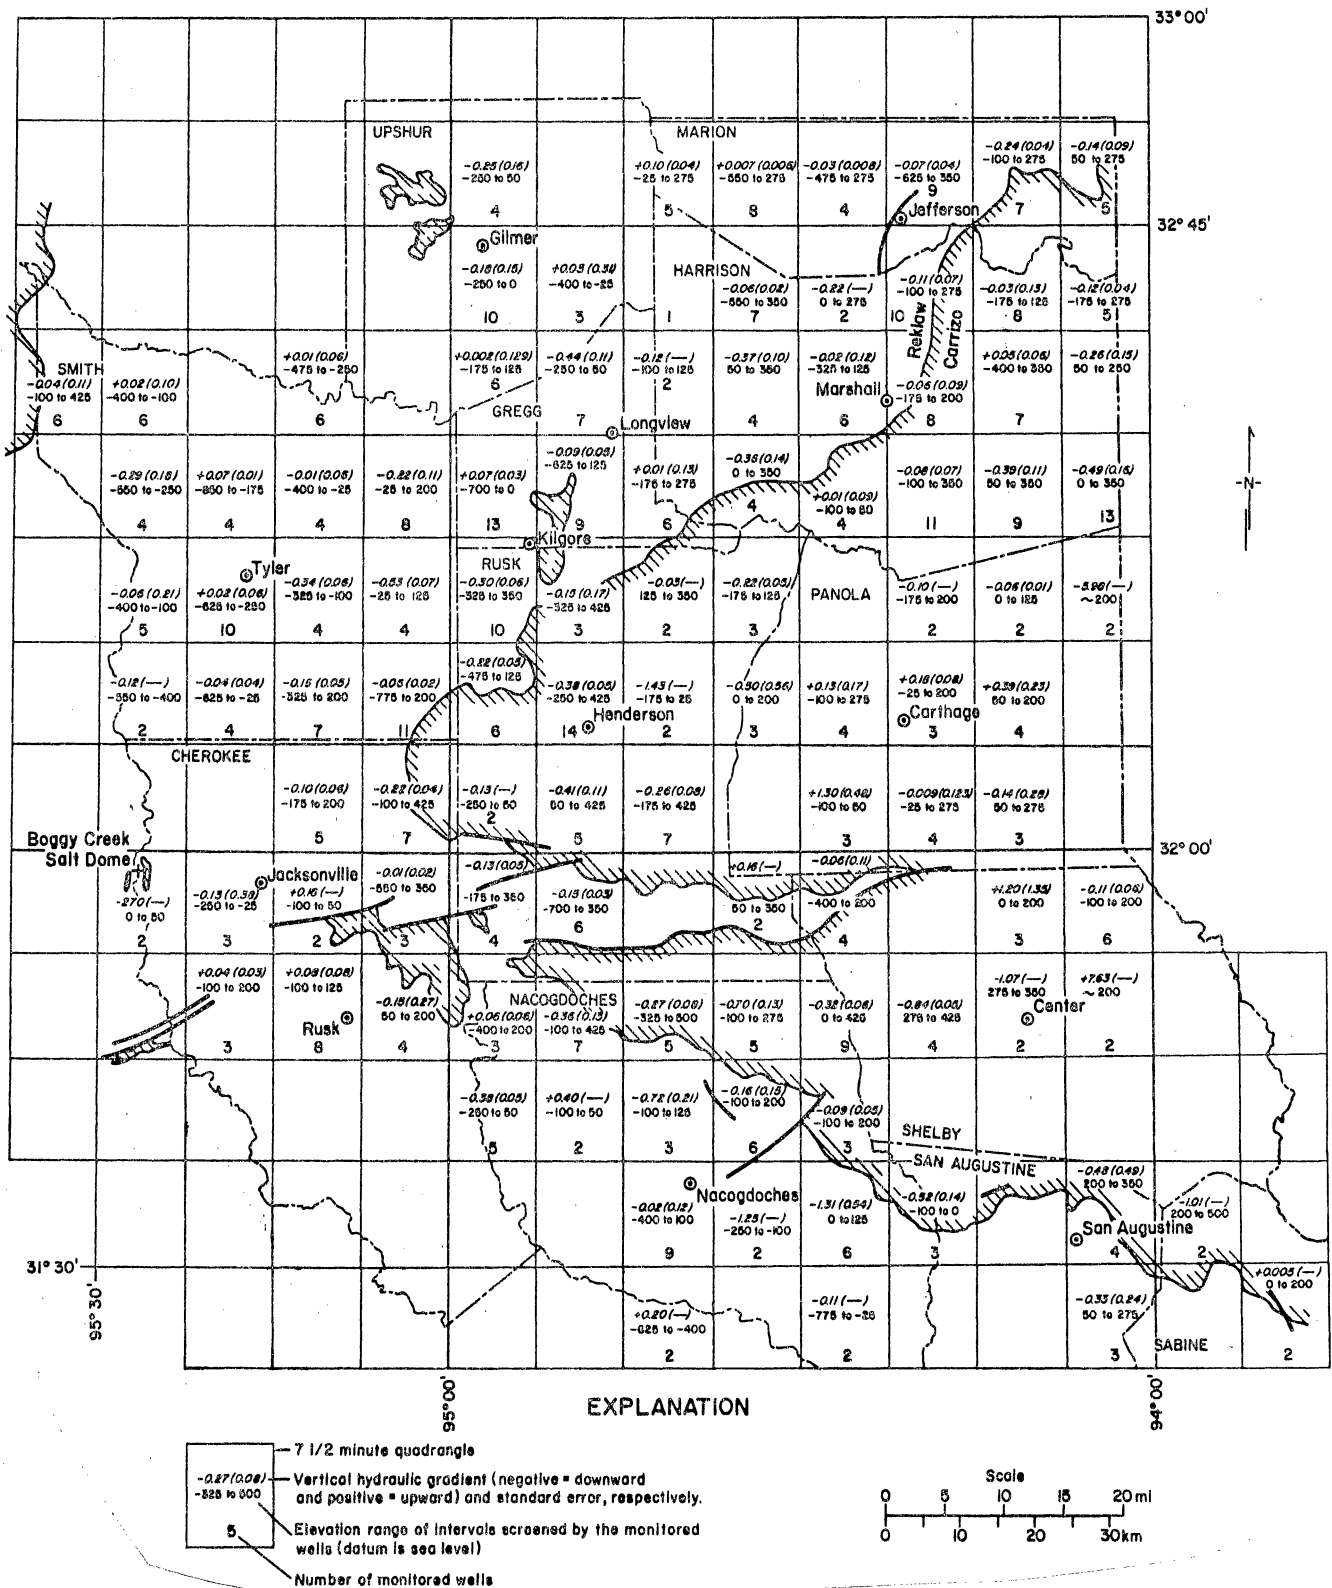 33°00'
UPSHUR
MARION
-0.25(0.16)
-250 to 50
4
+0.10(0.04)
-25 to 275
5
+0.007(0.006)
-550 to 275
8
-0.03(0.008)
-475 to 275
4
-0.07(0.04)
-625 to 350
9
-0.24(0.04)
-100 to 275
7
-0.14(0.09)
50 to 275
5
Jefferson
32°45'
Gilmer
HARRISON
-0.18(0.15)
-250 to 0
10
-400 to -25
3
1
-0.06(0.02)
-550 to 350
7
-0.22(—)
0 to 275
2
-0.11(0.07)
-100 to 275
10
-0.03(0.13)
-175 to 125
8
-0.12(0.04)
-175 to 275
5
Reklaw
Carrizo
SMITH
-0.04(0.11)
-100 to 425
6
+0.02(0.10)
-400 to -100
6
+0.01(0.06)
-475 to -250
6
+0.002(0.129)
-175 to 125
6
GREGG
-0.44(0.11)
-250 to 50
7
-0.12(—)
-100 to 125
2
-0.37(0.10)
50 to 350
4
-0.02(0.12)
-325 to 125
6
Marshall
-0.06(0.09)
-175 to 200
8
+0.05(0.06)
-400 to 350
7
-0.26(0.15)
50 to 250
Longview
-0.29(0.18)
-550 to -250
4
+0.07(0.01)
-850 to -175
4
-0.01(0.06)
-400 to -25
4
-0.22(0.11)
-25 to 200
8
+0.07(0.03)
-700 to 0
13
-0.09(0.05)
-625 to 125
9
+0.01(0.13)
-175 to 275
6
-0.36(0.14)
0 to 350
4
+0.01(0.09)
-100 to 50
4
-0.08(0.07)
-100 to 350
11
-0.39(0.11)
50 to 350
9
-0.49(0.16)
0 to 350
13
Kilgore
RUSK
Tyler
PANOLA
-0.06(0.21)
-400 to -100
5
+0.02(0.06)
-625 to -250
10
-0.34(0.06)
-325 to -100
4
-0.53(0.07)
-25 to 125
4
-0.30(0.06)
-325 to 350
10
-0.15(0.17)
-325 to 425
3
-0.05(—)
125 to 350
2
-0.22(0.05)
-175 to 125
3
-0.10(—)
-175 to 200
2
-0.06(0.01)
0 to 125
2
-5.96(—)
~200
2
-0.12(—)
-550 to -400
2
-0.04(0.04)
-625 to -25
4
-0.15(0.05)
-325 to 200
7
-0.05(0.02)
-775 to 200
11
-0.22(0.05)
-475 to 125
6
-0.38(0.05)
-250 to 425
14
Henderson
-1.43(—)
-175 to 25
2
-0.50(0.56)
0 to 200
3
+0.13(0.17)
-100 to 275
4
+0.18(0.08)
-25 to 200
Carthage
3
+0.39(0.23)
50 to 200
4
CHEROKEE
-0.10(0.06)
-175 to 200
5
-0.22(0.04)
-100 to 425
7
-0.13(—)
-250 to 50
2
-0.41(0.11)
50 to 425
5
-0.26(0.08)
-175 to 425
7
+1.30(0.48)
-100 to 50
3
-0.009(0.123)
-25 to 275
4
-0.14(0.28)
50 to 275
3
Boggy Creek
Salt Dome
32°00'
Jacksonville
-2.70(—)
0 to 50
2
-0.13(0.38)
-250 to -25
3
+0.16(—)
-100 to 50
2
-0.01(0.02)
-550 to 350
3
-0.13(0.05)
-175 to 350
4
-0.15(0.03)
-700 to 350
6
+0.16(—)
50 to 350
2
-0.06(0.11)
-400 to 200
4
+1.20(1.35)
0 to 200
3
-0.11(0.06)
-100 to 200
6
+0.04(0.03)
-100 to 200
3
+0.08(0.08)
-100 to 125
Rusk
8
-0.15(0.27)
50 to 200
4
NACOGDOCHES
+0.06(0.06)
-400 to 200
3
-0.36(0.13)
-100 to 425
7
-0.27(0.08)
-325 to 500
5
-0.70(0.13)
-100 to 275
5
-0.32(0.06)
0 to 425
9
-0.84(0.05)
275 to 425
4
-1.07(—)
275 to 350
Center
2
+7.63(—)
~200
2
-0.38(0.05)
-250 to 50
5
+0.40(—)
-100 to 50
2
-0.72(0.21)
-100 to 125
3
-0.16(0.15)
-100 to 200
6
-0.09(0.05)
-100 to 200
3
SHELBY
SAN AUGUSTINE
Nacogdoches
-0.02(0.12)
-400 to 100
9
-1.25(—)
-250 to -100
2
-1.31(0.54)
0 to 125
6
-0.52(0.14)
-100 to 0
3
-0.48(0.49)
200 to 350
San Augustine
4
-1.01(—)
200 to 500
2
31°30'
95°30'
+0.20(—)
-625 to -400
2
-0.11(—)
-775 to -25
2
-0.33(0.24)
50 to 275
3
SABINE
+0.005(—)
0 to 200
2
95°00'
94°00'
-N-
EXPLANATION
7 1/2 minute quadrangle
-0.27(0.08)
-325 to 500
5
Vertical hydraulic gradient (negative = downward
and positive = upward) and standard error, respectively.
Elevation range of intervals screened by the monitored
wells (datum is sea level)
Number of monitored wells
Scale
0 5 10 15 20 mi
0 10 20 30 km